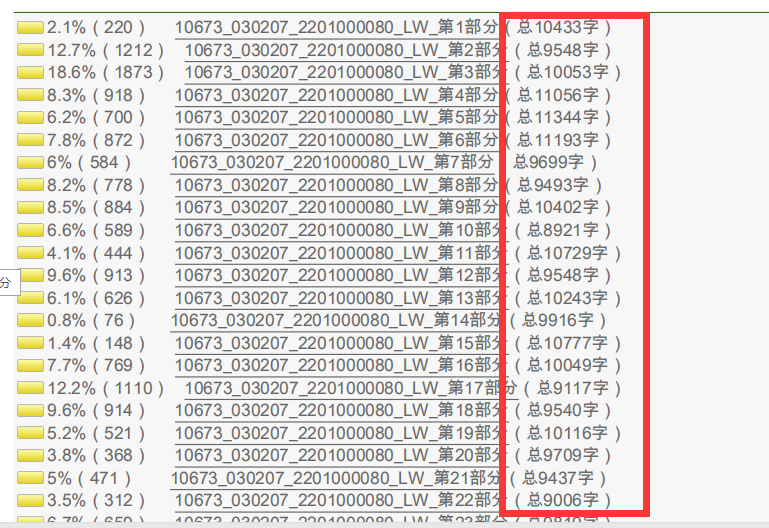 2.1% ( 220 ) 10673_030207_2201000080_LW_第1部分 ( 总10433字 )
12.7% ( 1212 ) 10673_030207_2201000080_LW_第2部分 ( 总9548字 )
18.6% ( 1873 ) 10673_030207_2201000080_LW_第3部分 ( 总10053字 )
8.3% ( 918 ) 10673_030207_2201000080_LW_第4部分 ( 总11056字 )
6.2% ( 700 ) 10673_030207_2201000080_LW_第5部分 ( 总11344字 )
7.8% ( 872 ) 10673_030207_2201000080_LW_第6部分 ( 总11193字 )
6% ( 584 ) 10673_030207_2201000080_LW_第7部分 总9699字 )
8.2% ( 778 ) 10673_030207_2201000080_LW_第8部分 ( 总9493字 )
8.5% ( 884 ) 10673_030207_2201000080_LW_第9部分 ( 总10402字 )
6.6% ( 589 ) 10673_030207_2201000080_LW_第10部分 ( 总8921字 )
4.1% ( 444 ) 10673_030207_2201000080_LW_第11部分 ( 总10729字 )
分
9.6% ( 913 ) 10673_030207_2201000080_LW_第12部分 ( 总9548字 )
6.1% ( 626 ) 10673_030207_2201000080_LW_第13部分 ( 总10243字 )
0.8% ( 76 ) 10673_030207_2201000080_LW_第14部分 ( 总9916字 )
1.4% ( 148 ) 10673_030207_2201000080_LW_第15部分 ( 总10777字 )
7.7% ( 769 ) 10673_030207_2201000080_LW_第16部分 ( 总10049字 )
12.2% ( 1110 ) 10673_030207_2201000080_LW_第17部分 ( 总9117字 )
9.6% ( 914 ) 10673_030207_2201000080_LW_第18部分 ( 总9540字 )
5.2% ( 521 ) 10673_030207_2201000080_LW_第19部分 ( 总10116字 )
3.8% ( 368 ) 10673_030207_2201000080_LW_第20部分 ( 总9709字 )
5% ( 471 ) 10673_030207_2201000080_LW_第21部分 ( 总9437字 )
3.5% ( 312 ) 10673_030207_2201000080_LW_第22部分 ( 总9006字 )